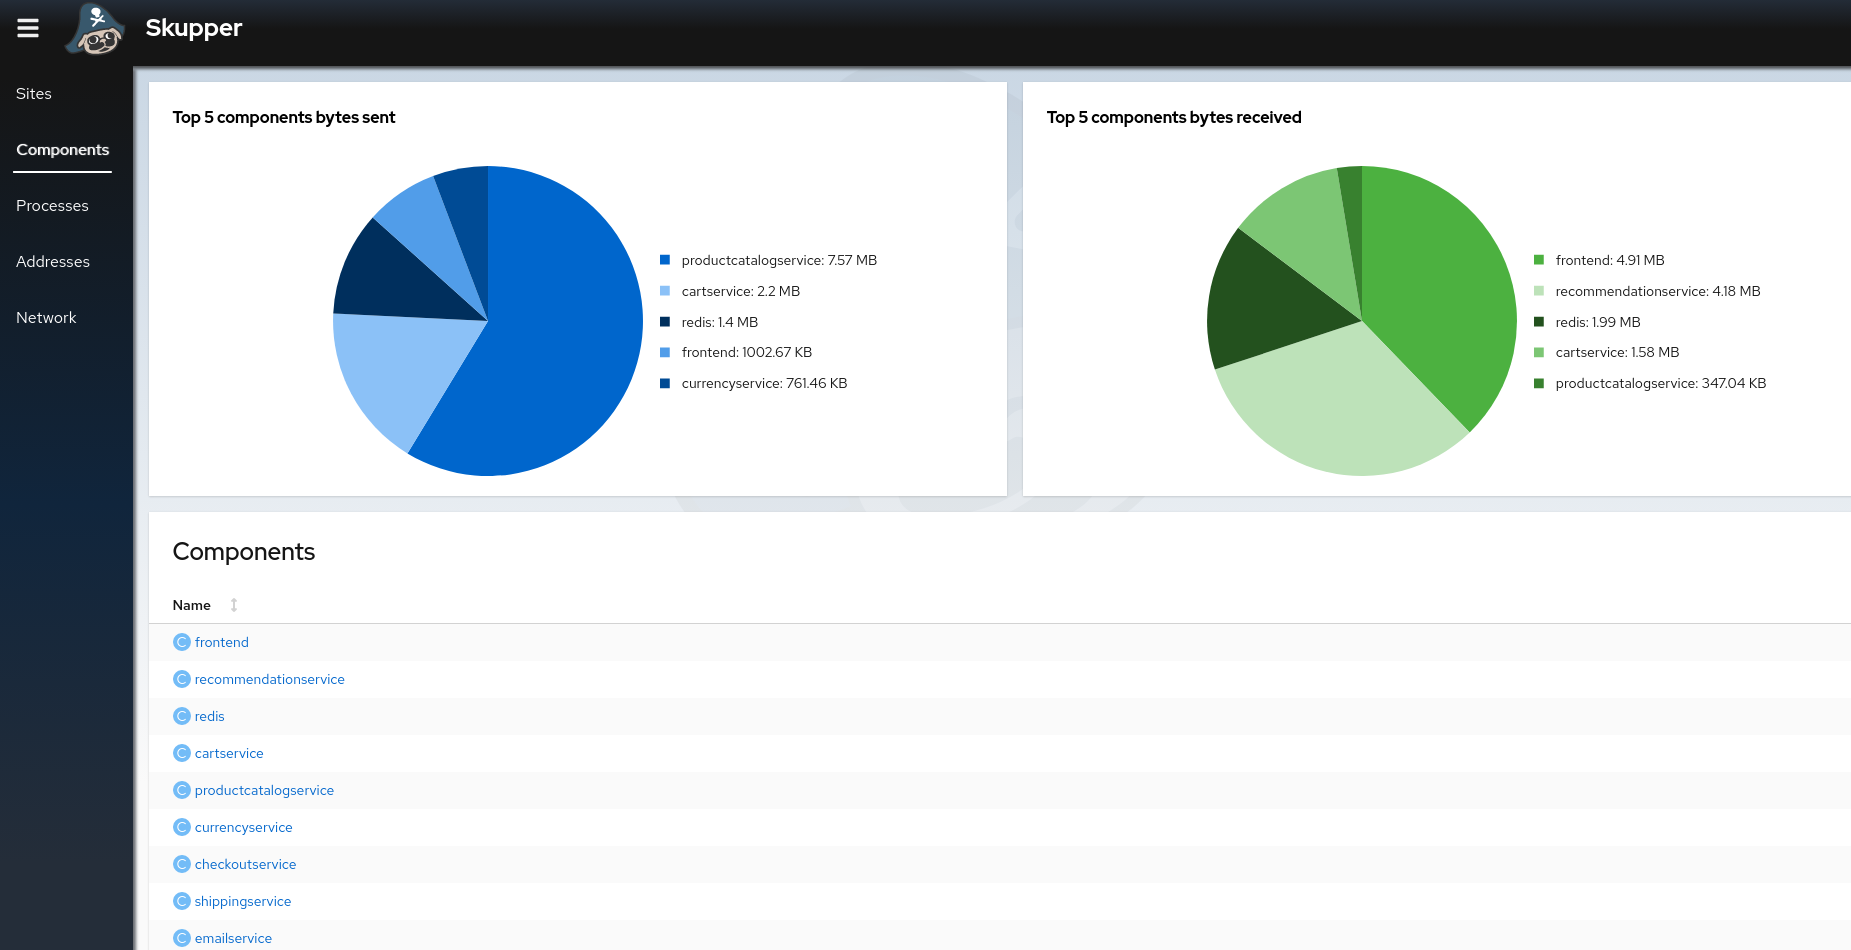 Skupper
Sites
Components
Processes
Addresses
Network
Top 5 components bytes sent
productcatalogservice: 7.57 MB
cartservice: 2.2 MB
redis: 1.4 MB
frontend: 1002.67 KB
currencyservice: 761.46 KB
Top 5 components bytes received
frontend: 4.91 MB
recommendationservice: 4.18 MB
redis: 1.99 MB
cartservice: 1.58 MB
productcatalogservice: 347.04 KB
Components
Name
C frontend
C recommendationservice
C redis
C cartservice
C productcatalogservice
C currencyservice
C checkoutservice
C shippingservice
C emailservice